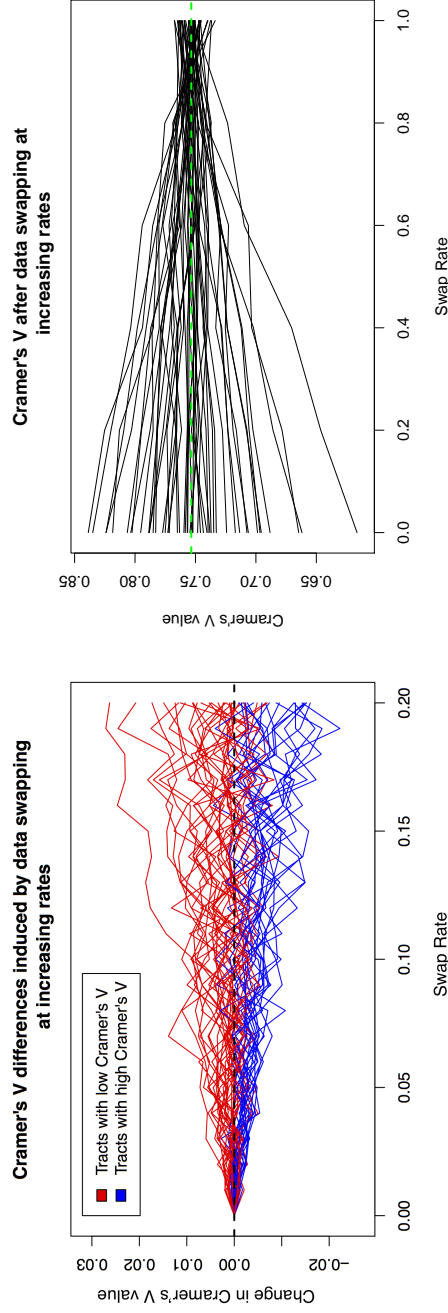 Cramer's V differences induced by data swapping
at increasing rates
Tracts with low Cramer's V
Tracts with high Cramer's V
0.03
0.02
0.01
0.00
−0.02
Change in Cramer's V value
0.00
0.05
0.10
0.15
0.20
Swap Rate
Cramer's V after data swapping at
increasing rates
0.85
0.80
0.75
0.70
0.65
Cramer's V value
0.0
0.2
0.4
0.6
0.8
1.0
Swap Rate